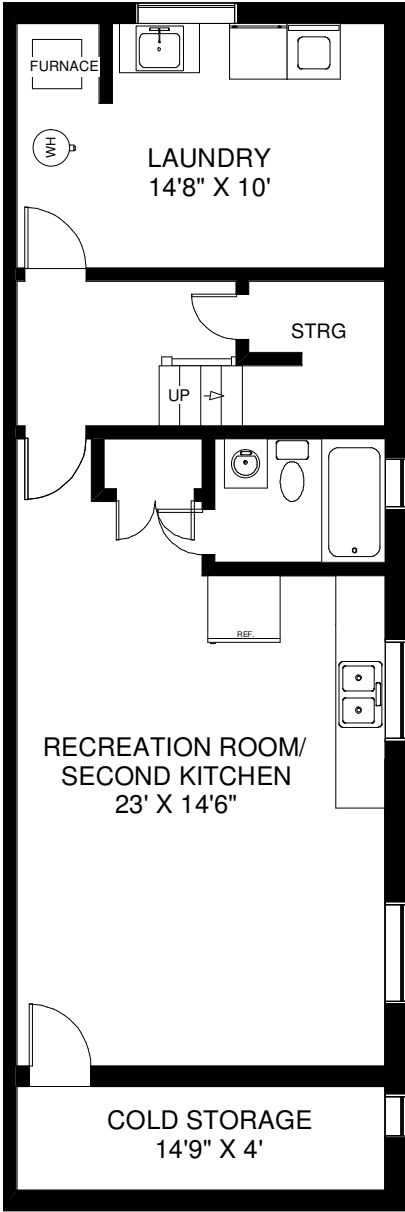 FURNACE
WH
LAUNDRY
14'8" X 10'
STRG
UP
REF.
RECREATION ROOM/
SECOND KITCHEN
23' X 14'6"
COLD STORAGE
14'9" X 4'